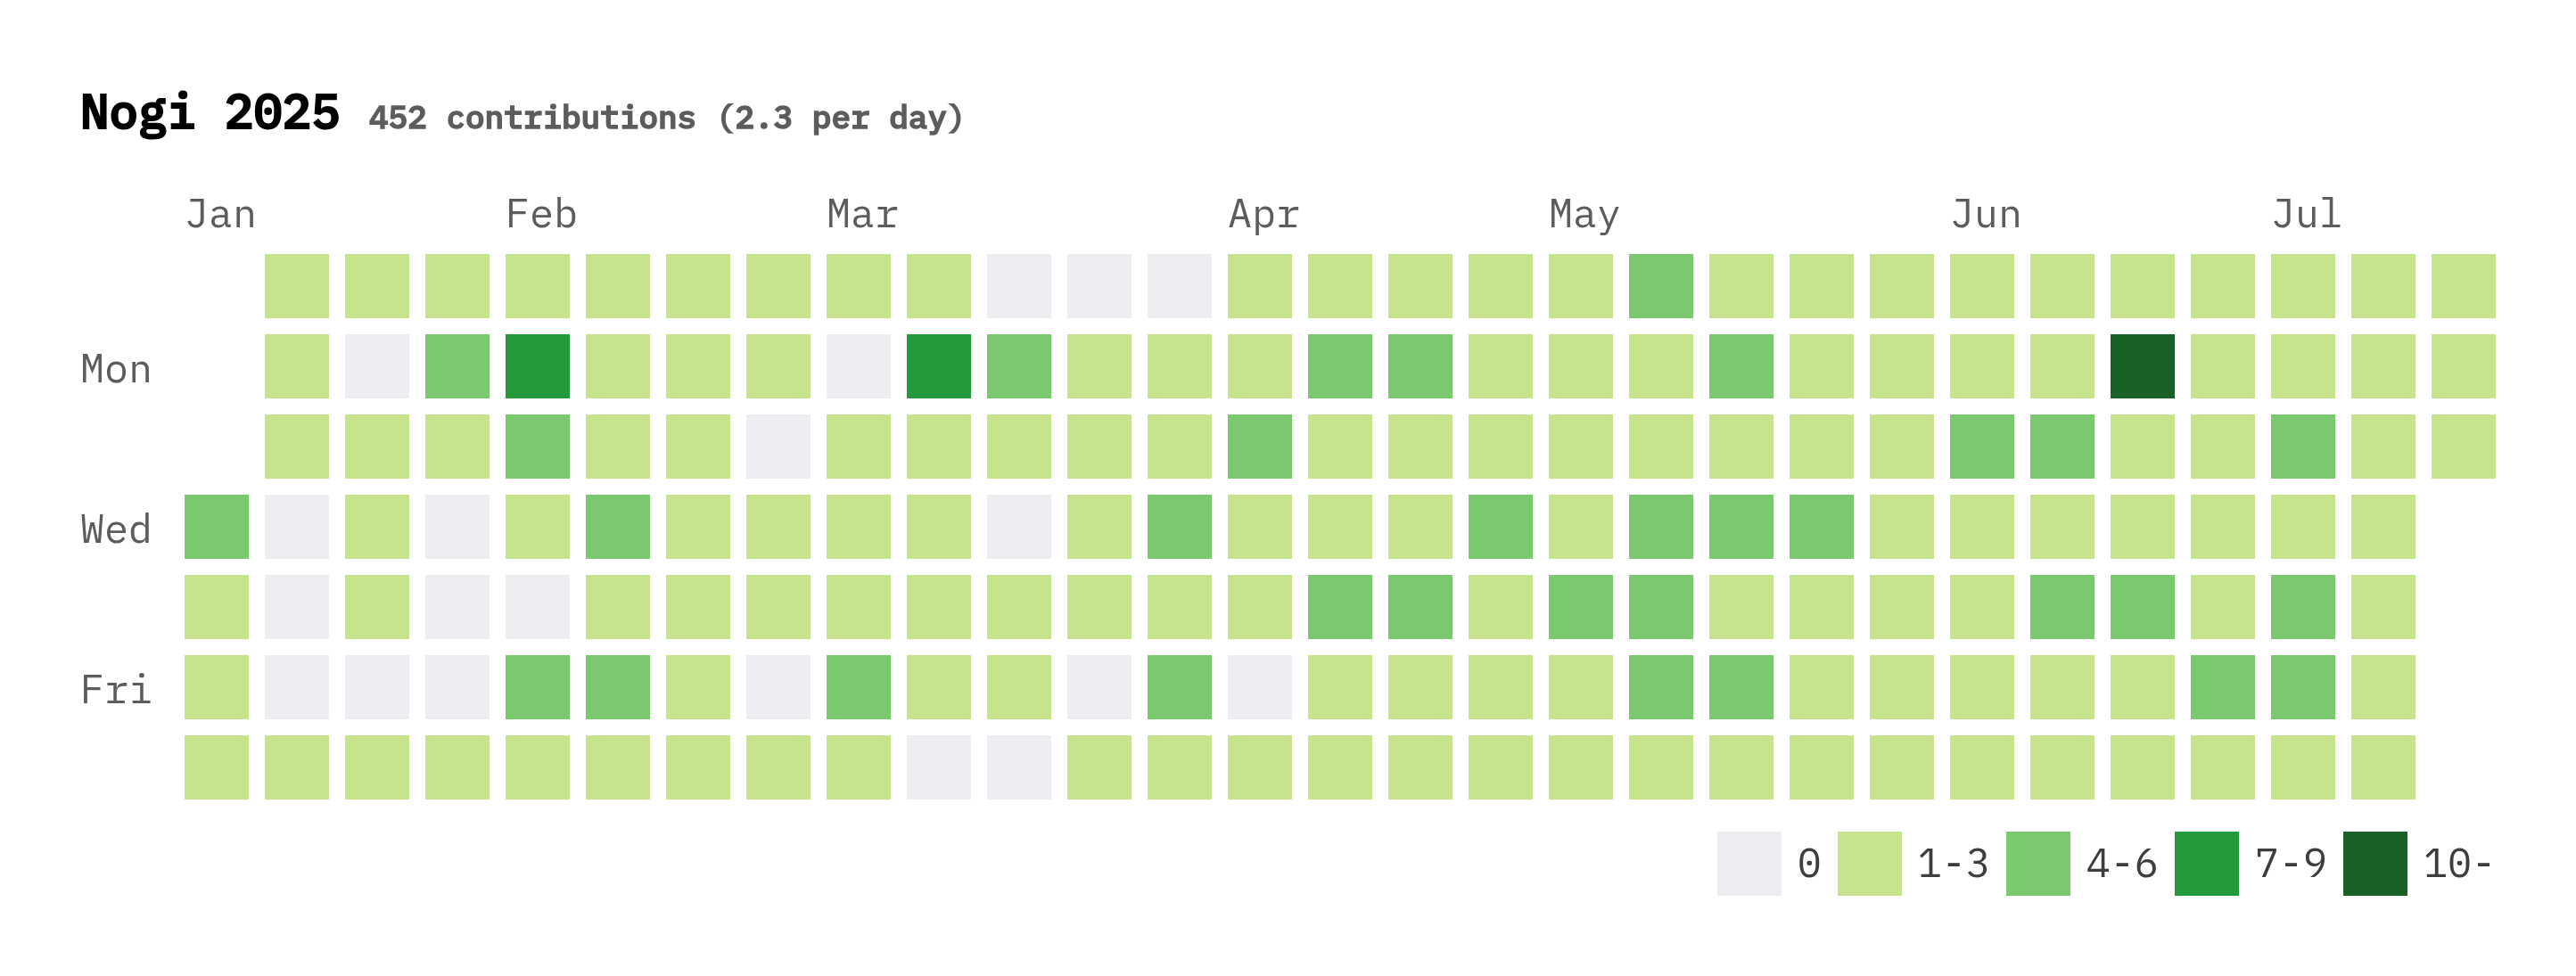 Nogi 2025 452 contributions (2.3 per day)
Jan Feb Mar Apr May Jun Jul
Mon
Wed
Fri
0 1-3 4-6 7-9 10-